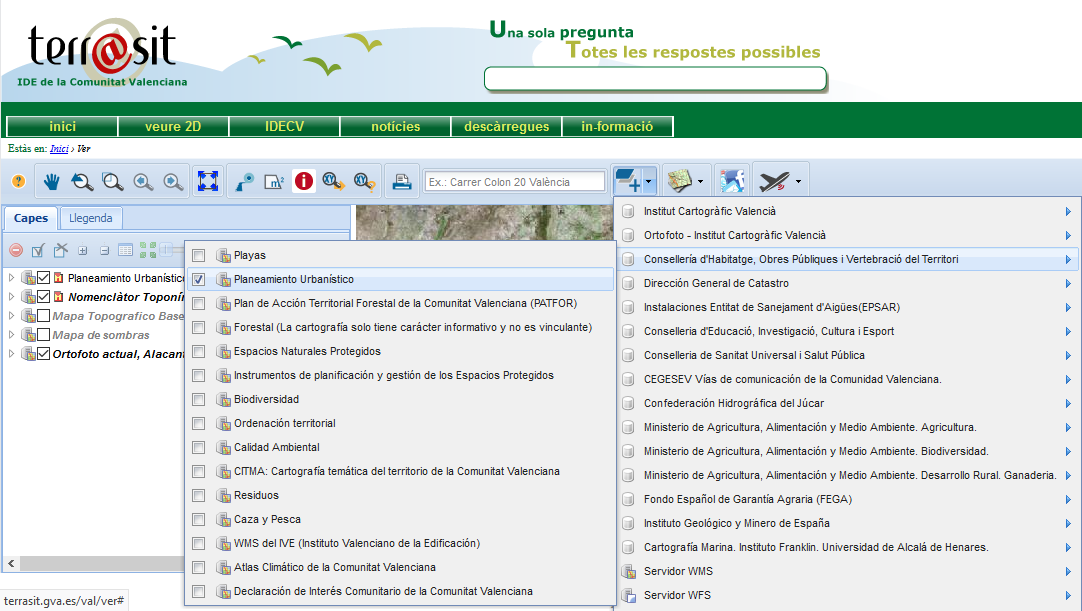 terr@sit
IDE de la Comunitat Valenciana
Una sola pregunta
Totes les respostes possibles
inici
veure 2D
IDECV
notícies
descàrregues
in-formació
Estàs en: Inici › Ver
Ex.: Carrer Colon 20 València
Capes
Llegenda
Planeamiento Urbanístico
Nomenclàtor Toponí
Mapa Topografico Base
Mapa de sombras
Ortofoto actual, Alacant
Playas
Planeamiento Urbanístico
Plan de Acción Territorial Forestal de la Comunitat Valenciana (PATFOR)
Forestal (La cartografía solo tiene carácter informativo y no es vinculante)
Espacios Naturales Protegidos
Instrumentos de planificación y gestión de los Espacios Protegidos
Biodiversidad
Ordenación territorial
Calidad Ambiental
CITMA: Cartografía temática del territorio de la Comunitat Valenciana
Residuos
Caza y Pesca
WMS del IVE (Instituto Valenciano de la Edificación)
Atlas Climático de la Comunitat Valenciana
Declaración de Interés Comunitario de la Comunitat Valenciana
Institut Cartogràfic Valencià
Ortofoto - Institut Cartogràfic Valencià
Consellería d'Habitatge, Obres Públiques i Vertebració del Territori
Dirección General de Catastro
Instalaciones Entitat de Sanejament d'Aigües(EPSAR)
Conselleria d'Educació, Investigació, Cultura i Esport
Conselleria de Sanitat Universal i Salut Pública
CEGESEV Vías de comunicación de la Comunidad Valenciana.
Confederación Hidrográfica del Júcar
Ministerio de Agricultura, Alimentación y Medio Ambiente. Agricultura.
Ministerio de Agricultura, Alimentación y Medio Ambiente. Biodiversidad.
Ministerio de Agricultura, Alimentación y Medio Ambiente. Desarrollo Rural. Ganaderia.
Fondo Español de Garantía Agraria (FEGA)
Instituto Geológico y Minero de España
Cartografía Marina. Instituto Franklin. Universidad de Alcalá de Henares.
Servidor WMS
Servidor WFS
terrasit.gva.es/val/ver#